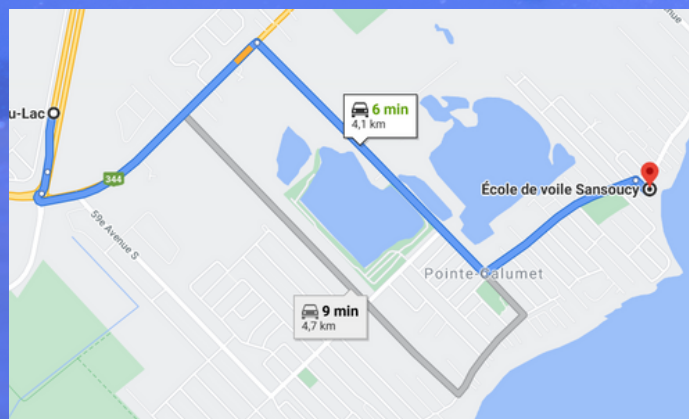 u-Lac
6 min
4,1 km
344
École de voile Sansoucy
59e Avenue S
Pointe-Calumet
9 min
4,7 km